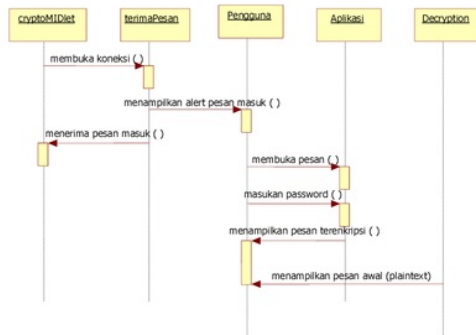 cryptoMIDlet
terimaPesan
Pengguna
Aplikasi
Decryption
membuka koneksi ( )
menampilkan alert pesan masuk ( )
menerima pesan masuk ( )
membuka pesan ( )
masukan password ( )
menampilkan pesan terenkripsi ( )
menampilkan pesan awal (plaintext)